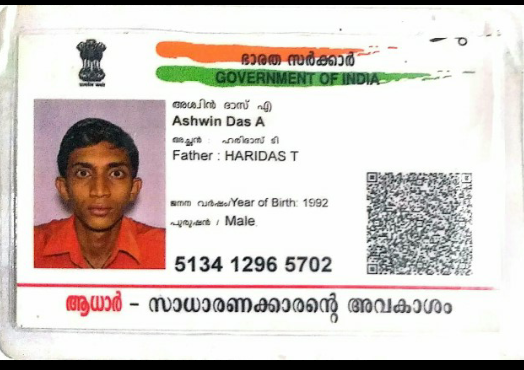 ഭാരത സർക്കാർ
GOVERNMENT OF INDIA
അശ്വിൻ ദാസ് എ
Ashwin Das A
അച്ഛൻ : ഹരിദാസ് ടി
Father : HARIDAS T
ജനന വർഷം/Year of Birth: 1992
പുരുഷൻ / Male
5134 1296 5702
ആധാർ – സാധാരണക്കാരന്റെ അവകാശം